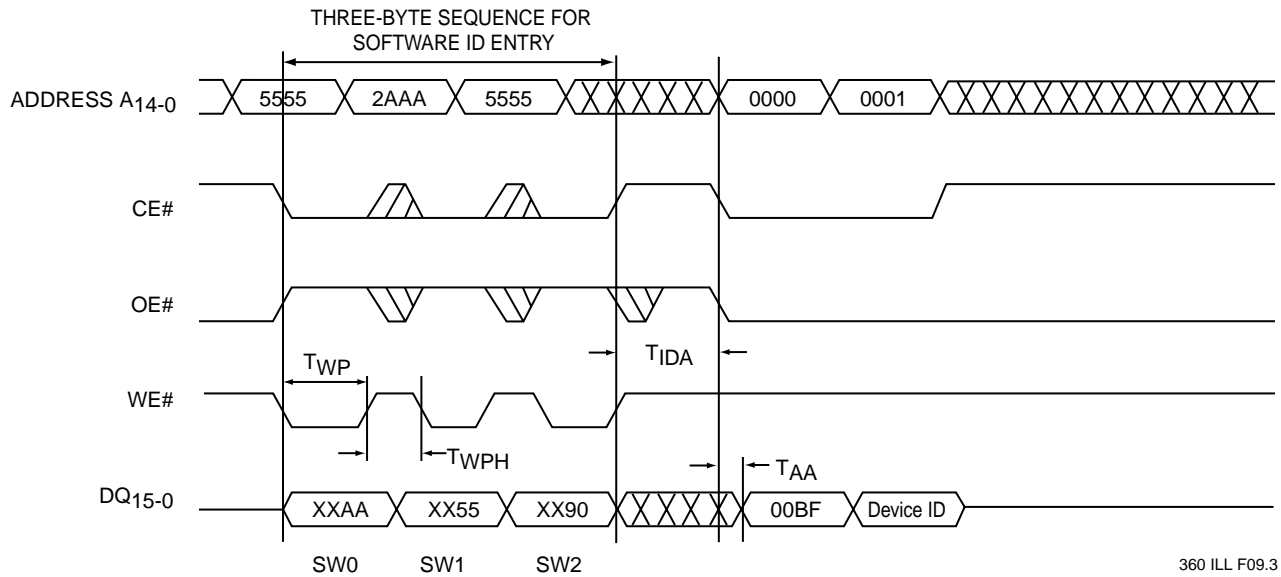 THREE-BYTE SEQUENCE FOR
SOFTWARE ID ENTRY
ADDRESS A14-0
5555
2AAA
5555
0000
0001
CE#
OE#
TIDA
TWP
WE#
TWPH
TAA
DQ15-0
XXAA
XX55
XX90
00BF
Device ID
SW0
SW1
SW2
360 ILL F09.3